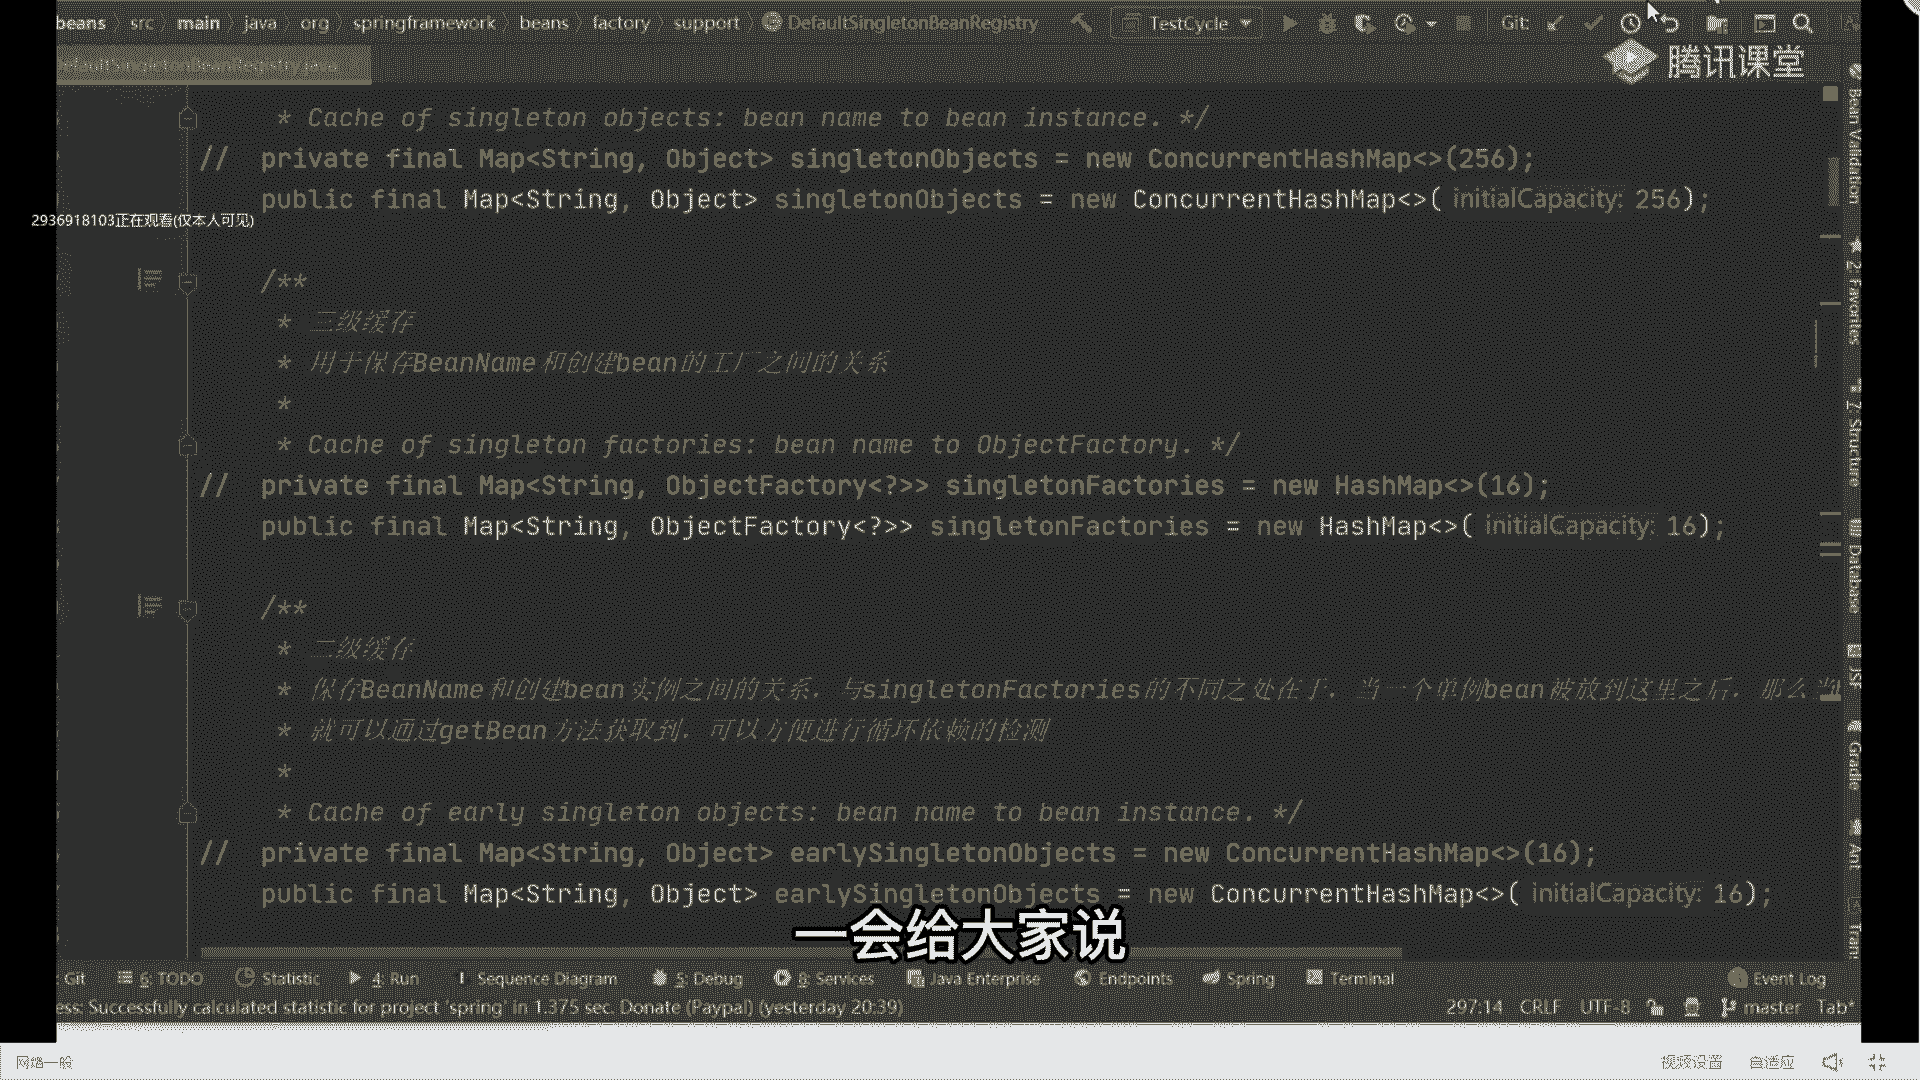 beans src main java org springframework beans factory support DefaultSingletonBeanRegistry TestCycle Git:
腾讯课堂
DefaultSingletonBeanRegistry.java
* Cache of singleton objects: bean name to bean instance. */
// private final Map<String, Object> singletonObjects = new ConcurrentHashMap<>(256);
public final Map<String, Object> singletonObjects = new ConcurrentHashMap<>( initialCapacity: 256);
2936918103正在观看(仅本人可见)
/**
* 三级缓存
* 用于保存BeanName和创建bean的工厂之间的关系
*
* Cache of singleton factories: bean name to ObjectFactory. */
// private final Map<String, ObjectFactory<?>> singletonFactories = new HashMap<>(16);
public final Map<String, ObjectFactory<?>> singletonFactories = new HashMap<>( initialCapacity: 16);
/**
* 二级缓存
* 保存BeanName和创建bean实例之间的关系，与singletonFactories的不同之处在于，当一个单例bean被放到这里之后，那么当
* 就可以通过getBean方法获取到，可以方便进行循环依赖的检测
*
* Cache of early singleton objects: bean name to bean instance. */
// private final Map<String, Object> earlySingletonObjects = new ConcurrentHashMap<>(16);
public final Map<String, Object> earlySingletonObjects = new ConcurrentHashMap<>( initialCapacity: 16);
一会给大家说
Bean Validation
2: Favorites
7: Structure
Database
JSF
Gradle
Ant
: Git 6: TODO Statistic 4: Run Sequence Diagram 5: Debug 8: Services Java Enterprise Endpoints Spring Terminal Event Log
ess: Successfully calculated statistic for project 'spring' in 1.375 sec. Donate (Paypal) (yesterday 20:39) 297:14 CRLF UTF-8 master Tab*
网络一般 视频设置 自适应